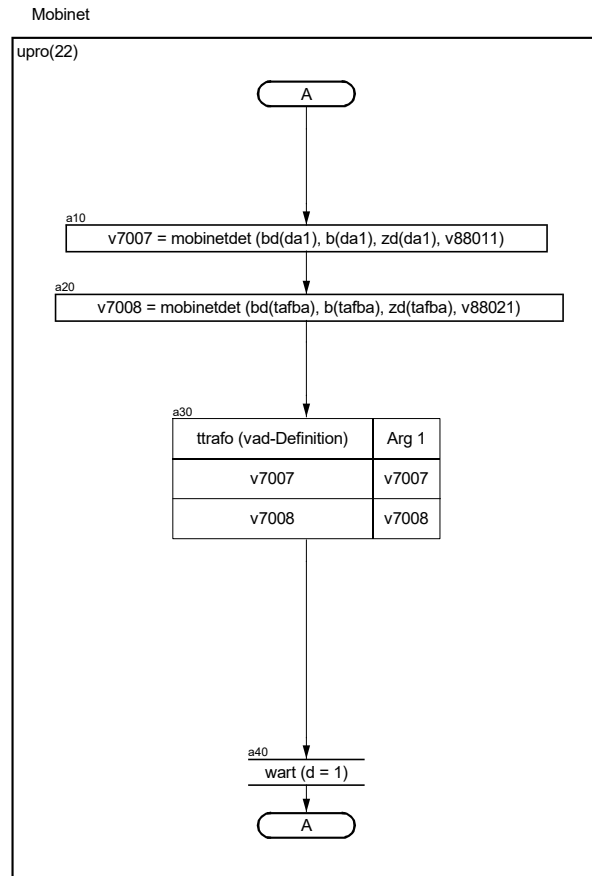 Mobinet
upro(22)
A
a10
v7007 = mobinetdet (bd(da1), b(da1), zd(da1), v88011)
a20
v7008 = mobinetdet (bd(tafba), b(tafba), zd(tafba), v88021)
a30
ttrafo (vad-Definition) Arg 1
v7007 v7007
v7008 v7008
a40
wart (d = 1)
A